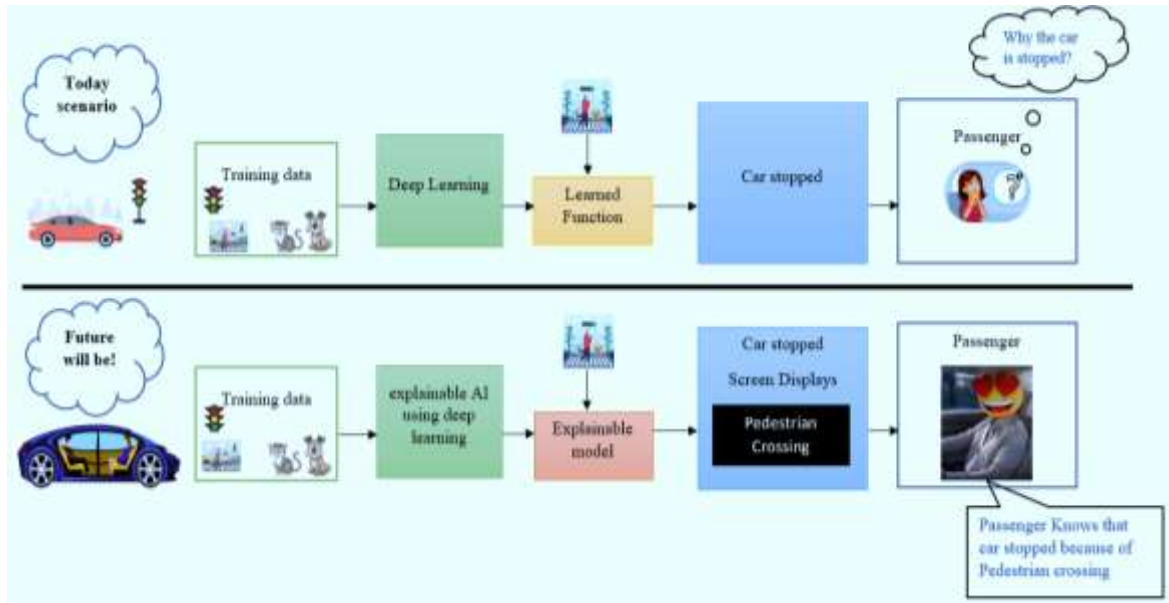 Today
scenario
Training data
Deep Learning
Learned
Function
Car stopped
Passenger
Why the car
is stopped?
Future
will be!
Training data
explainable AI
using deep
learning
Explainable
model
Car stopped
Screen Displays
Pedestrian
Crossing
Passenger
Passenger Knows that
car stopped because of
Pedestrian crossing